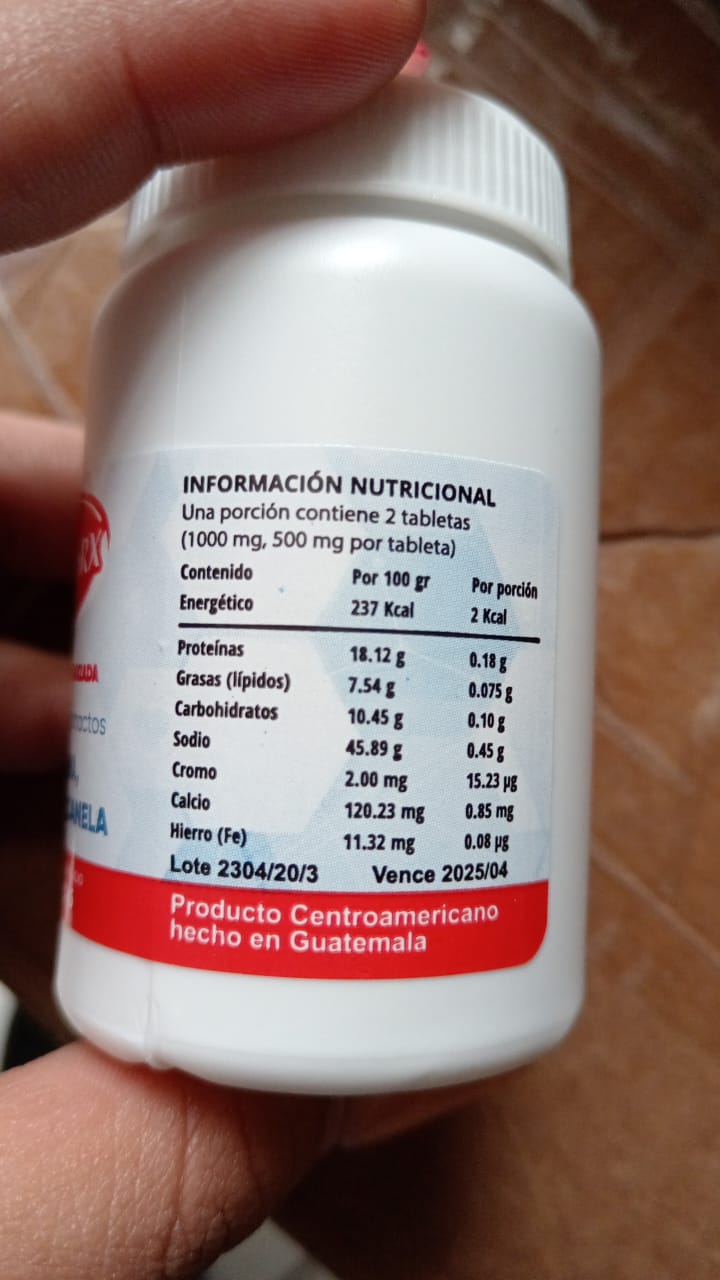 INFORMACIÓN NUTRICIONAL
Una porción contiene 2 tabletas
(1000 mg, 500 mg por tableta)
Contenido Por 100 gr Por porción
Energético 237 Kcal 2 Kcal
Proteínas 18.12 g 0.18 g
Grasas (lípidos) 7.54 g 0.075 g
Carbohidratos 10.45 g 0.10 g
Sodio 45.89 g 0.45 g
Cromo 2.00 mg 15.23 µg
Calcio 120.23 mg 0.85 mg
Hierro (Fe) 11.32 mg 0.08 µg
Lote 2304/20/3 Vence 2025/04
Producto Centroamericano
hecho en Guatemala